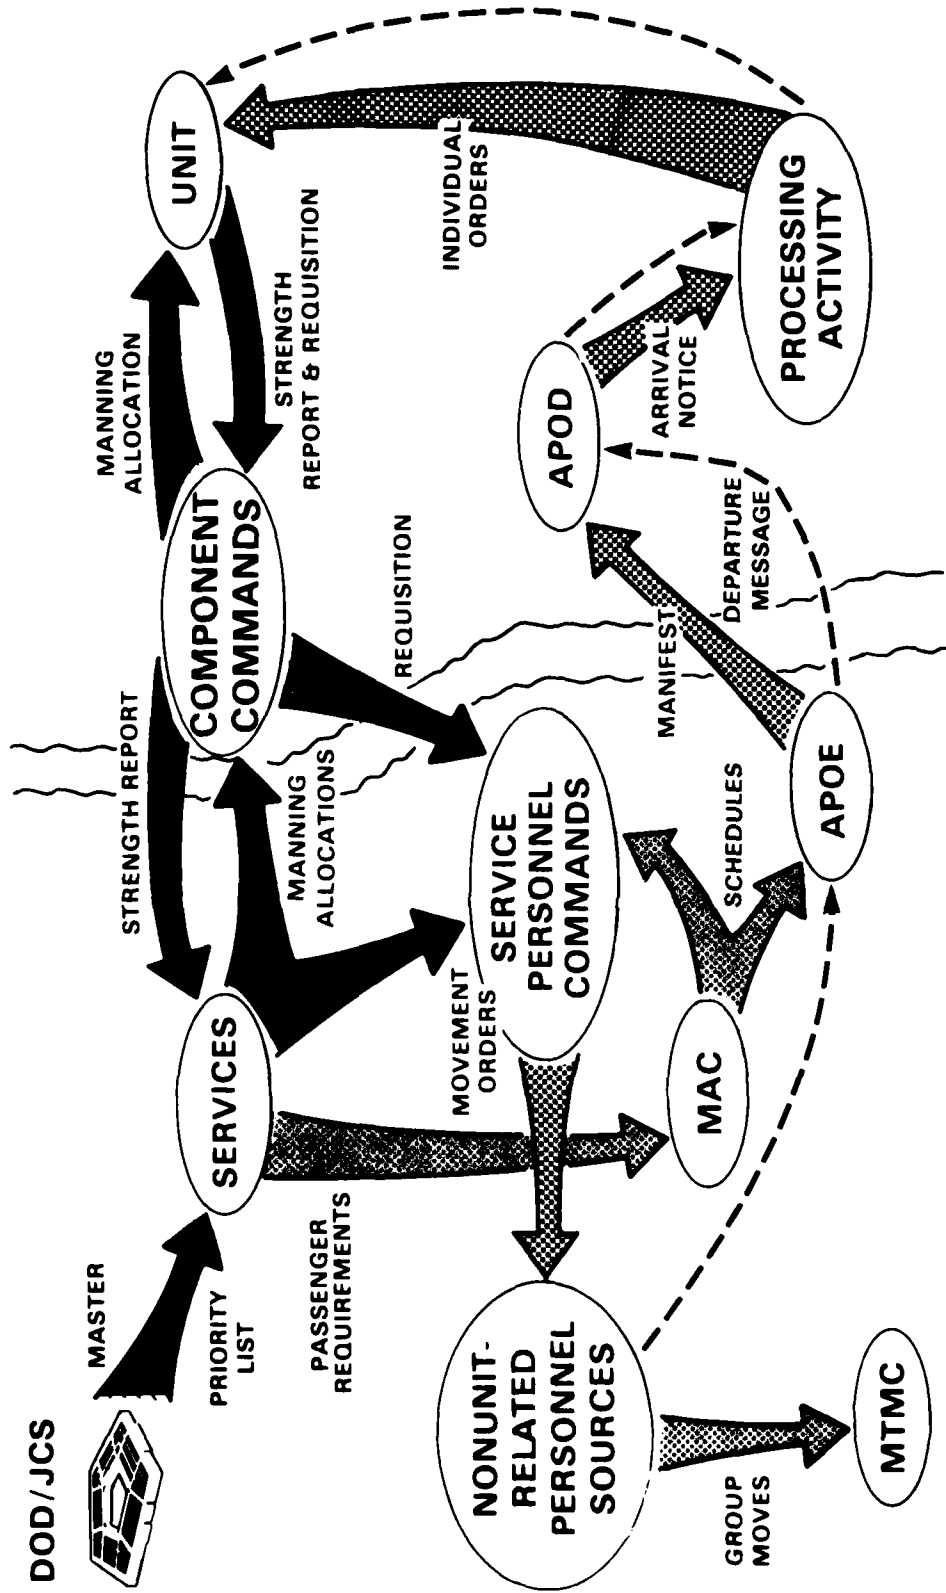 DOD/JCS
MASTER
PRIORITY
LIST
SERVICES
STRENGTH REPORT
MANNING
ALLOCATIONS
COMPONENT
COMMANDS
MANNING
ALLOCATION
UNIT
STRENGTH
REPORT & REQUISITION
REQUISITION
PASSENGER
REQUIREMENTS
MOVEMENT
ORDERS
SERVICE
PERSONNEL
COMMANDS
NONUNIT-
RELATED
PERSONNEL
SOURCES
GROUP
MOVES
MTMC
MAC
SCHEDULES
APOE
MANIFEST
DEPARTURE
MESSAGE
APOD
ARRIVAL
NOTICE
INDIVIDUAL
ORDERS
PROCESSING
ACTIVITY